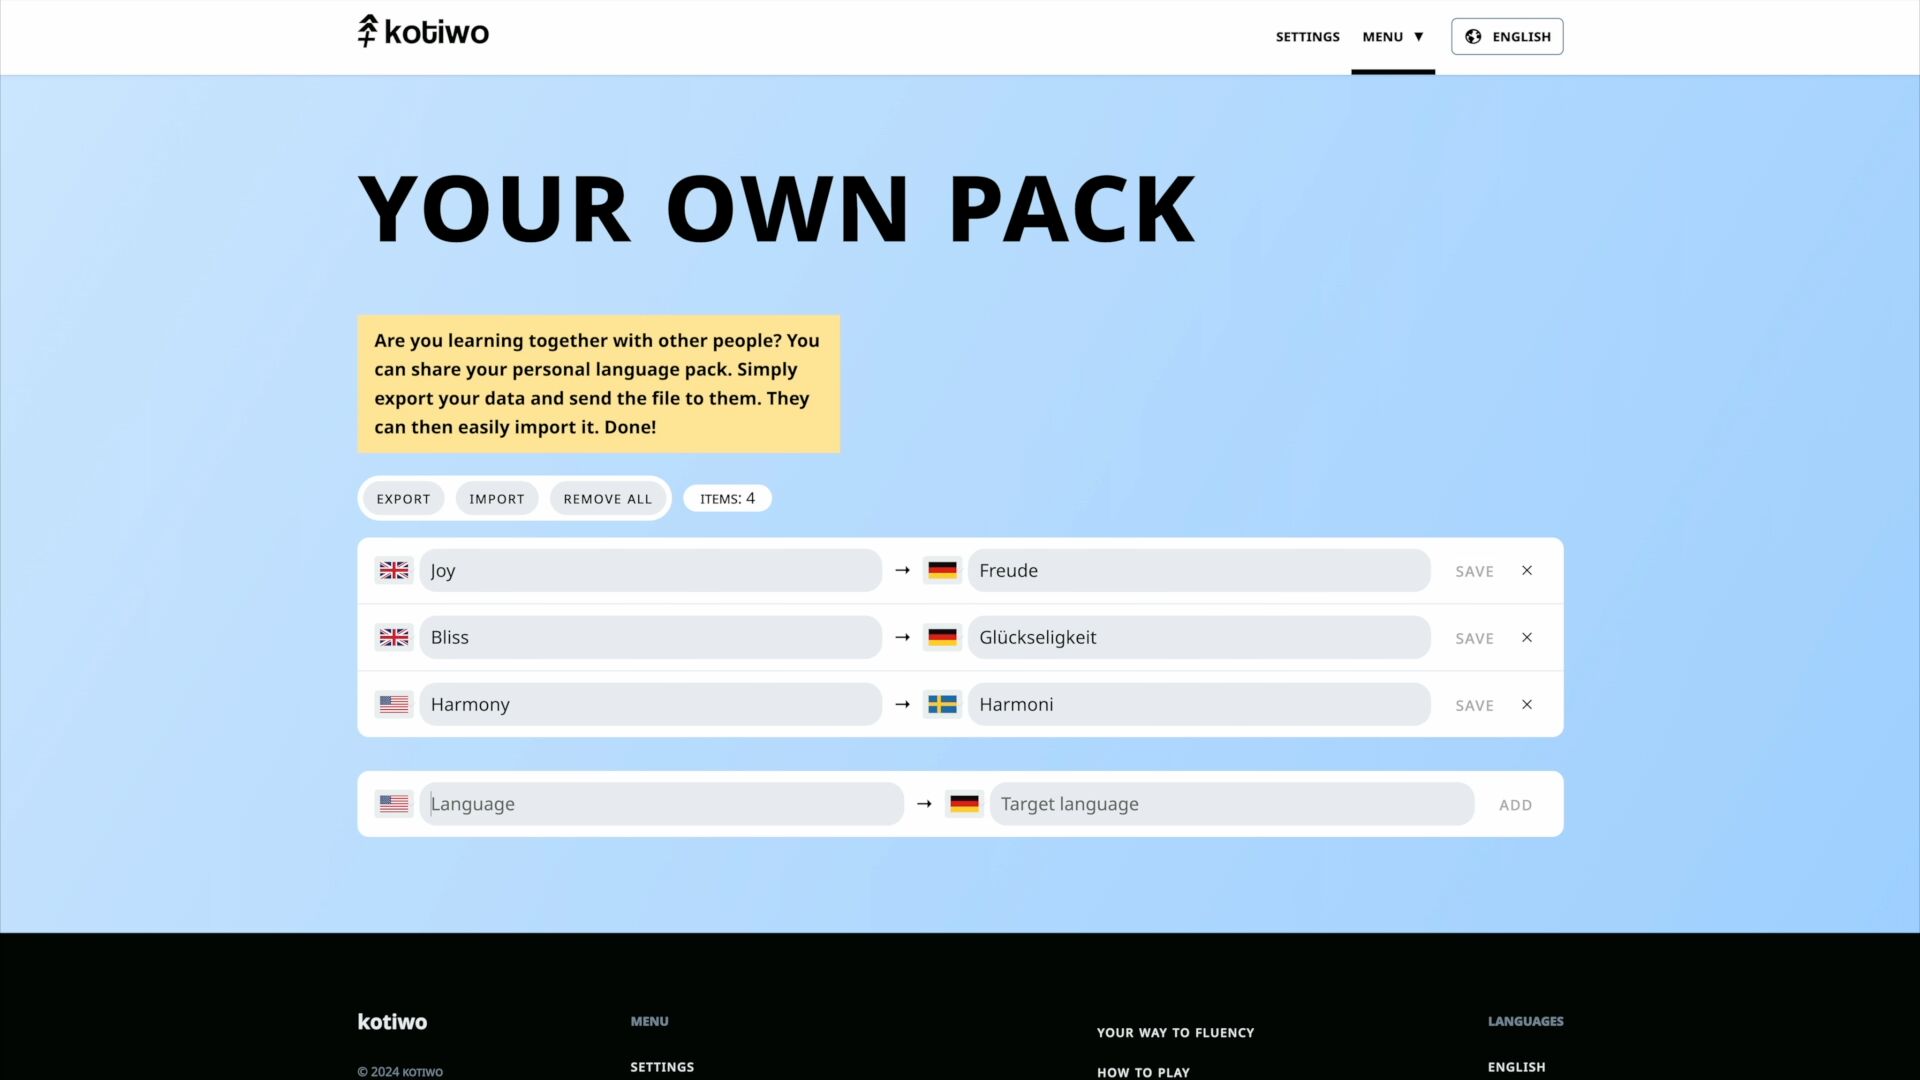 kotiwo
SETTINGS MENU ▼ ENGLISH
YOUR OWN PACK
Are you learning together with other people? You
can share your personal language pack. Simply
export your data and send the file to them. They
can then easily import it. Done!
EXPORT IMPORT REMOVE ALL ITEMS: 4
Joy → Freude SAVE ×
Bliss → Glückseligkeit SAVE ×
Harmony → Harmoni SAVE ×
Language → Target language ADD
kotiwo
© 2024 KOTIWO
MENU
SETTINGS
YOUR WAY TO FLUENCY
HOW TO PLAY
LANGUAGES
ENGLISH